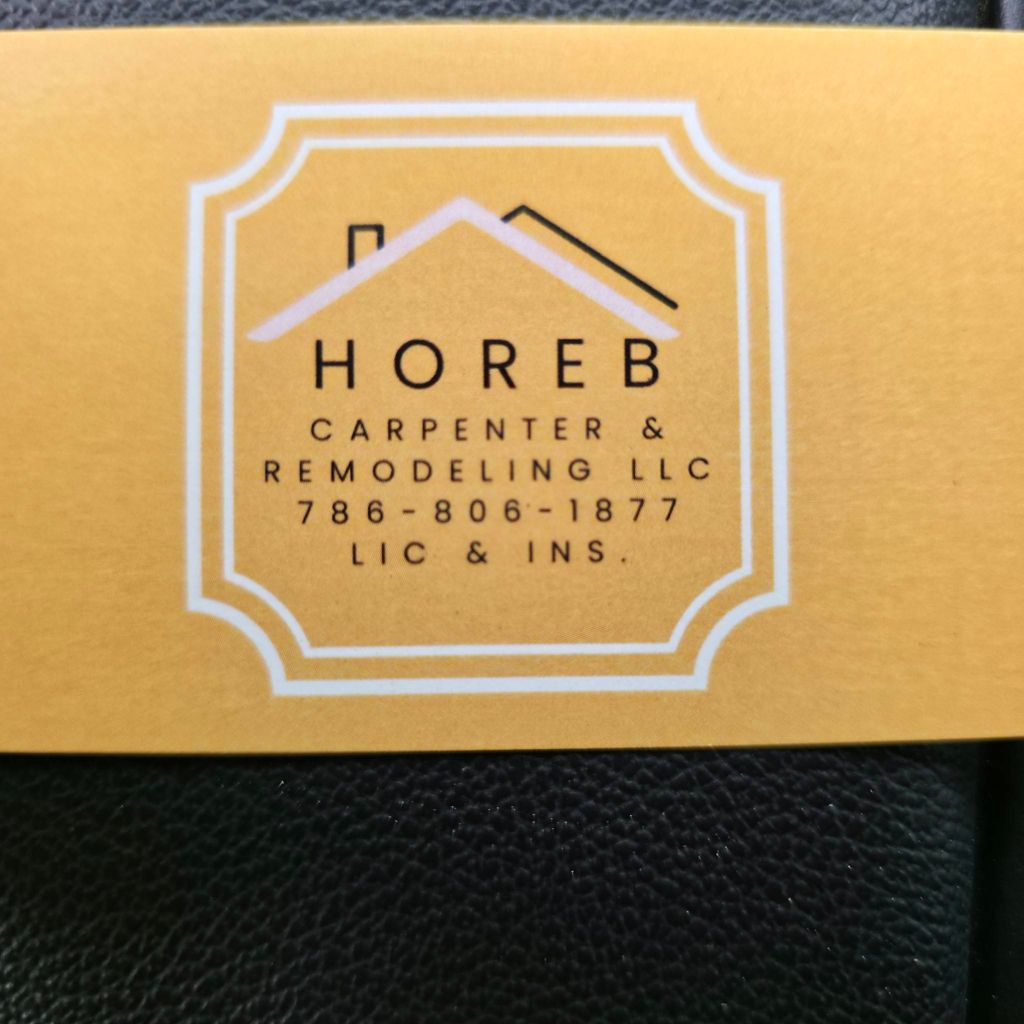 HOREB
CARPENTER &
REMODELING LLC
786-806-1877
LIC & INS.